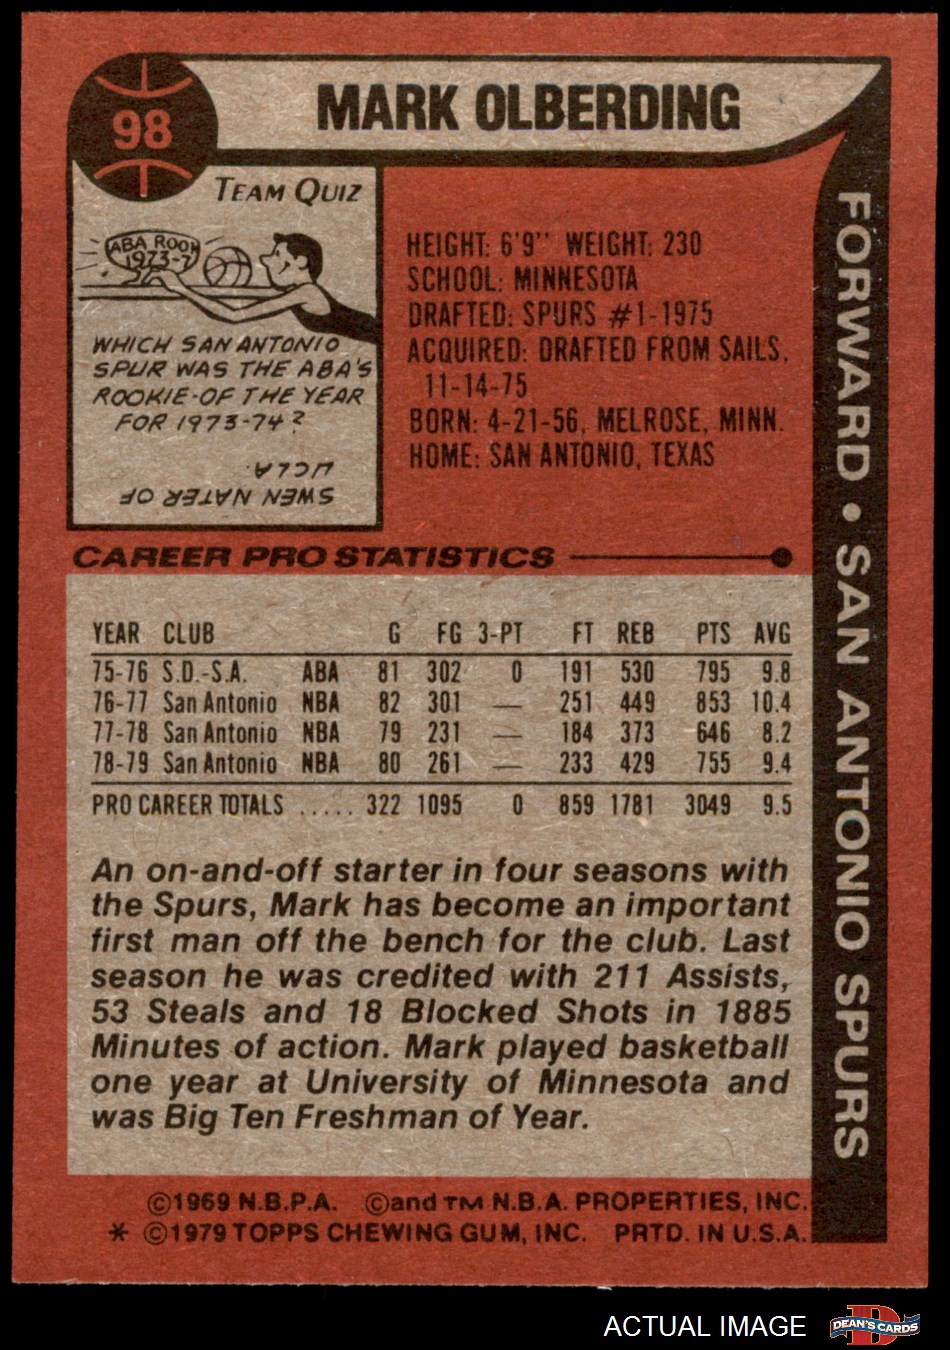 98
MARK OLBERDING
TEAM QUIZ
ABA ROOK
1973-7
WHICH SAN ANTONIO
SPUR WAS THE ABA'S
ROOKIE-OF THE YEAR
FOR 1973-74?
SWEN NATER OF
UCLA.
HEIGHT: 6'9" WEIGHT: 230
SCHOOL: MINNESOTA
DRAFTED: SPURS #1-1975
ACQUIRED: DRAFTED FROM SAILS,
11-14-75
BORN: 4-21-56, MELROSE, MINN.
HOME: SAN ANTONIO, TEXAS
FORWARD • SAN ANTONIO SPURS
CAREER PRO STATISTICS
YEAR CLUB G FG 3-PT FT REB PTS AVG
75-76 S.D.-S.A. ABA 81 302 0 191 530 795 9.8
76-77 San Antonio NBA 82 301 — 251 449 853 10.4
77-78 San Antonio NBA 79 231 — 184 373 646 8.2
78-79 San Antonio NBA 80 261 — 233 429 755 9.4
PRO CAREER TOTALS ..... 322 1095 0 859 1781 3049 9.5
An on-and-off starter in four seasons with
the Spurs, Mark has become an important
first man off the bench for the club. Last
season he was credited with 211 Assists,
53 Steals and 18 Blocked Shots in 1885
Minutes of action. Mark played basketball
one year at University of Minnesota and
was Big Ten Freshman of Year.
©1969 N.B.P.A. ©and TM N.B.A. PROPERTIES, INC.
* ©1979 TOPPS CHEWING GUM, INC. PRTD. IN U.S.A.
ACTUAL IMAGE
D
DEAN'S CARDS